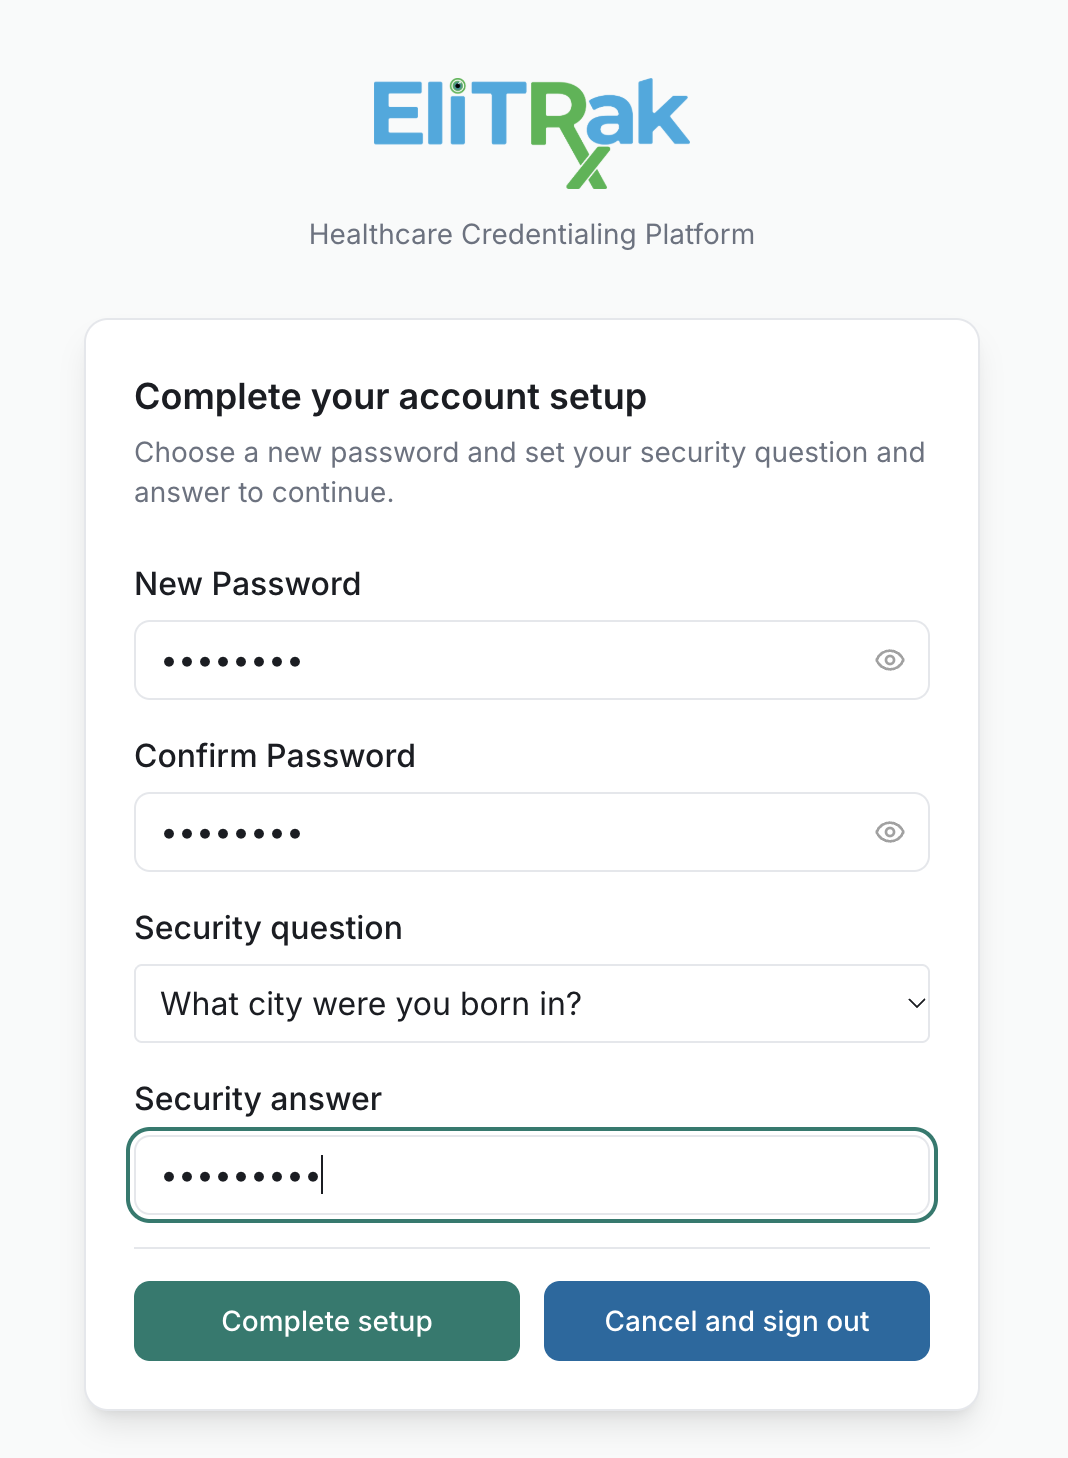 EliTRak
Healthcare Credentialing Platform
Complete your account setup
Choose a new password and set your security question and
answer to continue.
New Password
••••••••
Confirm Password
••••••••
Security question
What city were you born in?
Security answer
•••••••••
Complete setup
Cancel and sign out